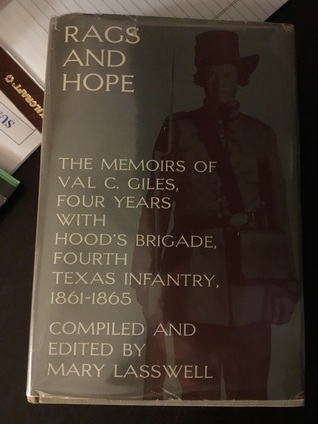 RAGS
AND
HOPE
THE MEMOIRS OF
VAL C. GILES,
FOUR YEARS
WITH
HOOD'S BRIGADE,
FOURTH
TEXAS INFANTRY,
1861-1865
COMPILED AND
EDITED BY
MARY LASSWELL